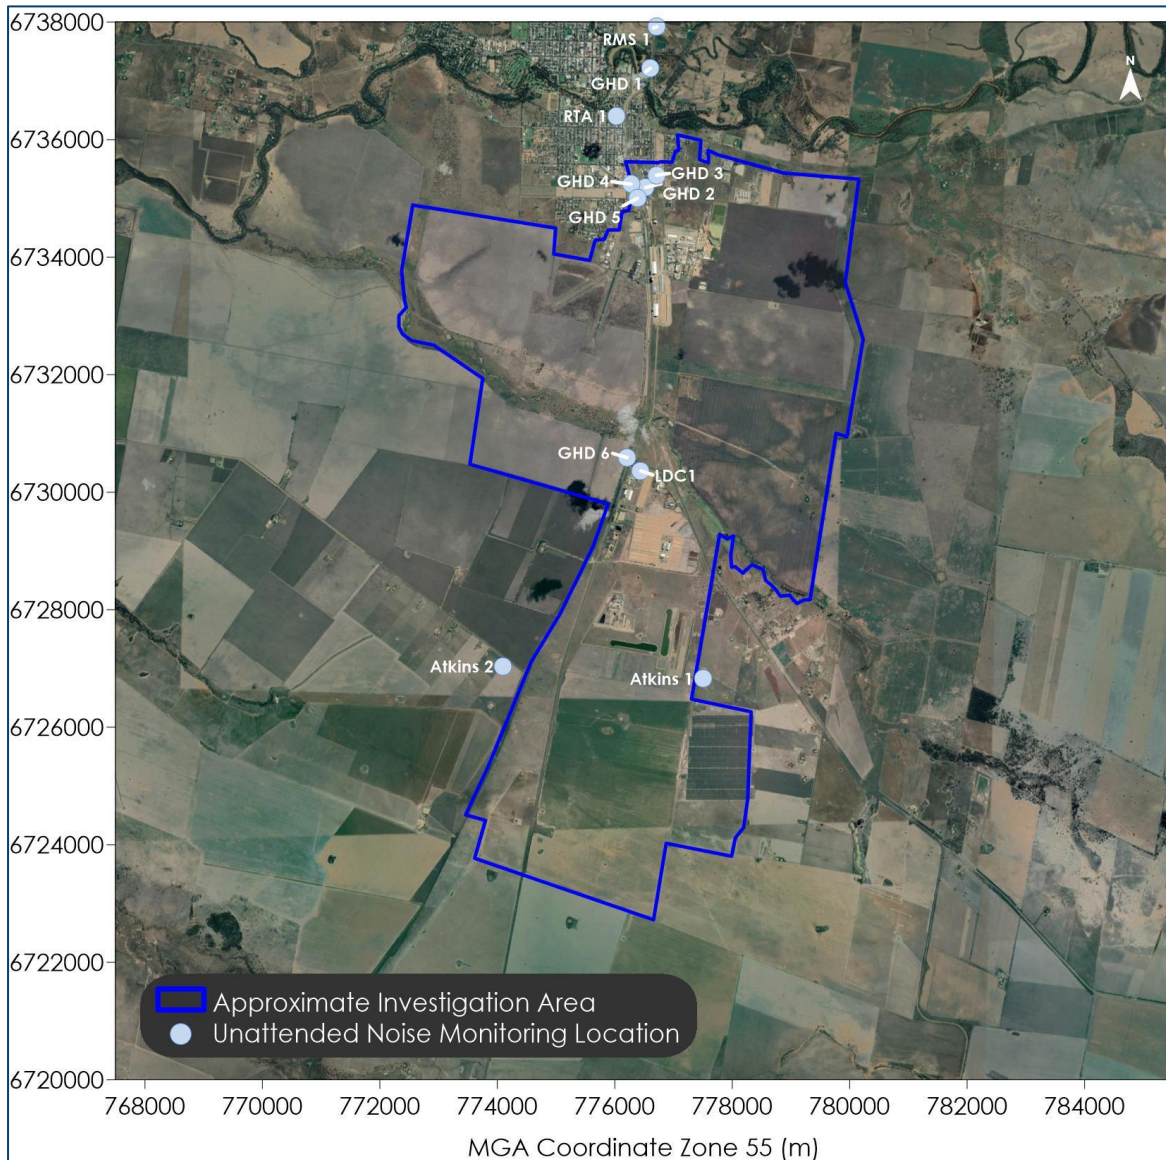 6738000
RMS 1
N
GHD 1
6736000
RTA 1
GHD 3
GHD 4
GHD 2
GHD 5
6734000
6732000
GHD 6
LDC1
6730000
6728000
Atkins 2
Atkins 1
6726000
6724000
6722000
Approximate Investigation Area
Unattended Noise Monitoring Location
6720000
768000 770000 772000 774000 776000 778000 780000 782000 784000
MGA Coordinate Zone 55 (m)